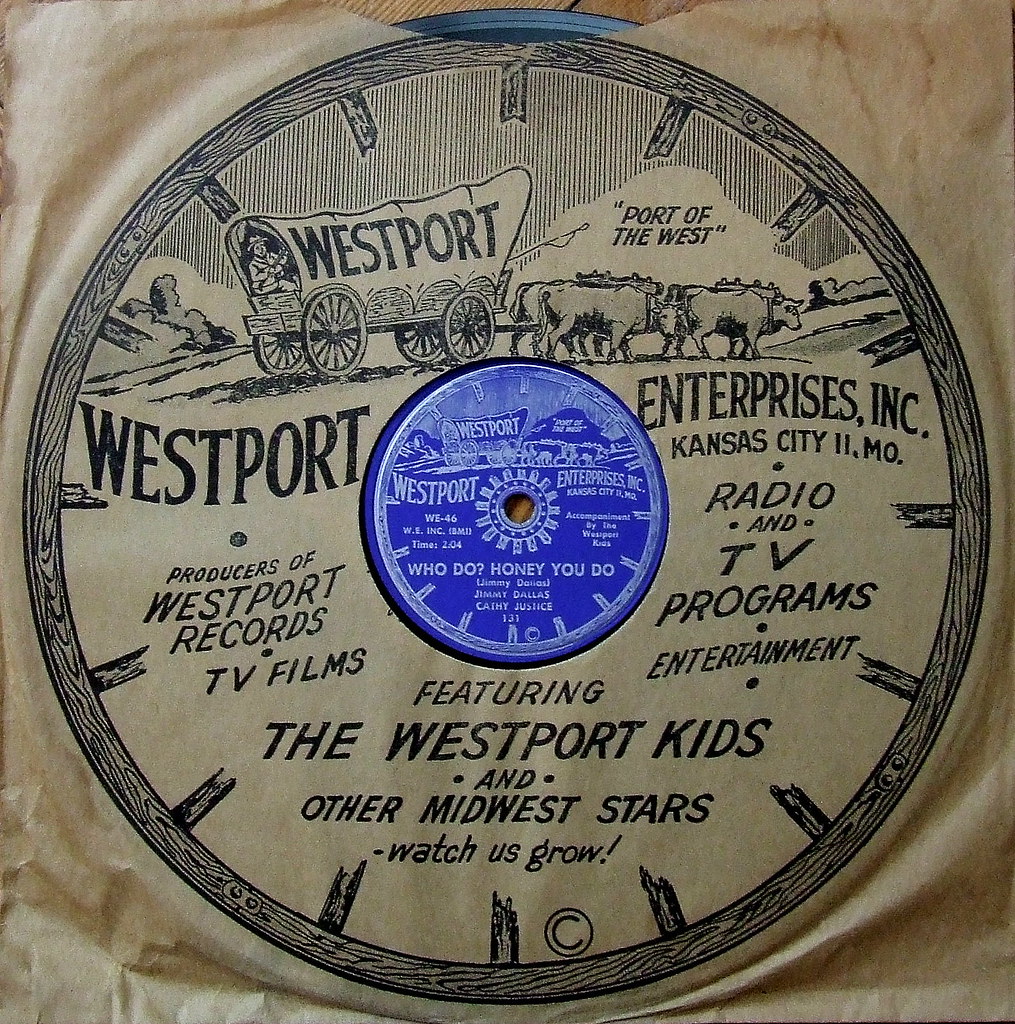 "PORT OF
THE WEST"
WESTPORT
WESTPORT
ENTERPRISES, INC.
KANSAS CITY 11, MO.
PRODUCERS OF
WESTPORT
RECORDS
TV FILMS
RADIO
• AND •
TV
PROGRAMS
ENTERTAINMENT
WESTPORT
"PORT OF
THE WEST"
WESTPORT
ENTERPRISES, INC.
KANSAS CITY 11, MO.
WE-46
W.E. INC. (BMI)
Time: 2:04
Accompaniment
By The
Westport
Kids
WHO DO? HONEY YOU DO
(Jimmy Dallas)
JIMMY DALLAS
CATHY JUSTICE
131
©
FEATURING
THE WESTPORT KIDS
• AND •
OTHER MIDWEST STARS
-watch us grow!
©